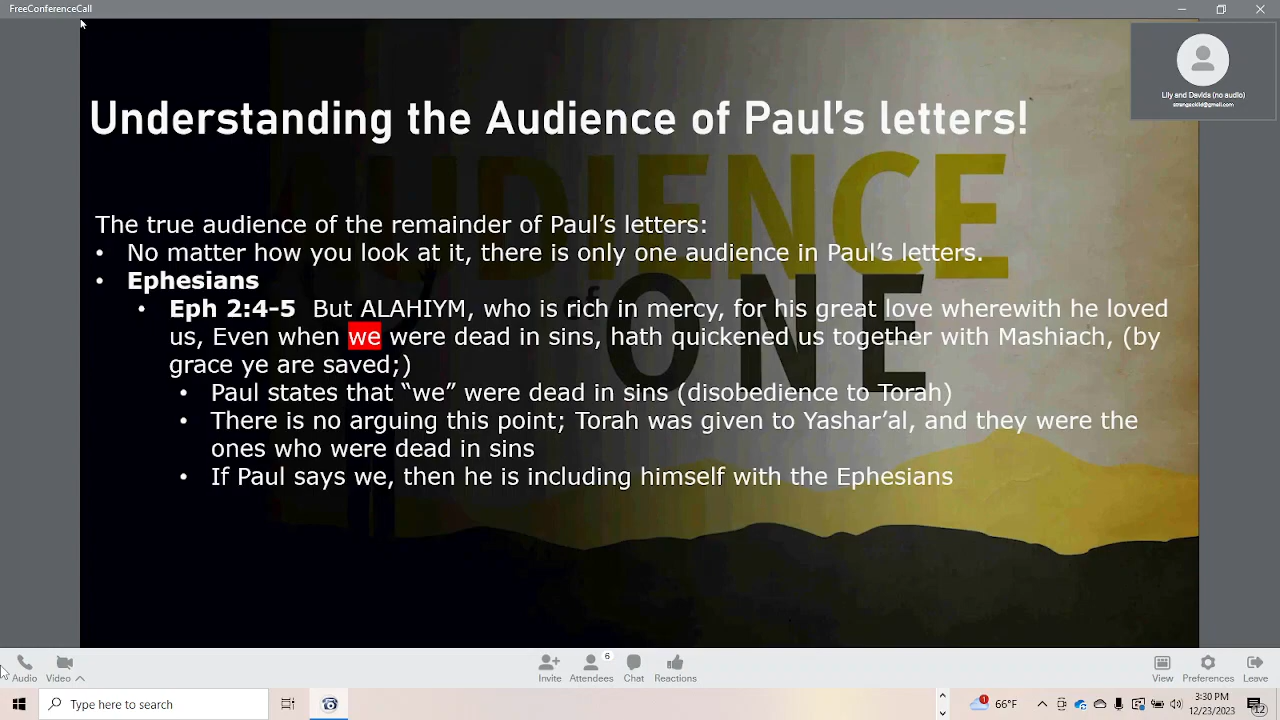 FreeConferenceCall
Lily and Davids (no audio)
Understanding the Audience of Paul's letters!
AUDIENCE
of ONE
The true audience of the remainder of Paul's letters:
• No matter how you look at it, there is only one audience in Paul's letters.
• Ephesians
• Eph 2:4-5 But ALAHIYM, who is rich in mercy, for his great love wherewith he loved
us, Even when we were dead in sins, hath quickened us together with Mashiach, (by
grace ye are saved;)
• Paul states that “we” were dead in sins (disobedience to Torah)
• There is no arguing this point; Torah was given to Yashar’al, and they were the
ones who were dead in sins
• If Paul says we, then he is including himself with the Ephesians
6
Audio Video Invite Attendees Chat Reactions View Preferences Leave
Type here to search
1 66°F 3:30 PM
12/23/2023 12